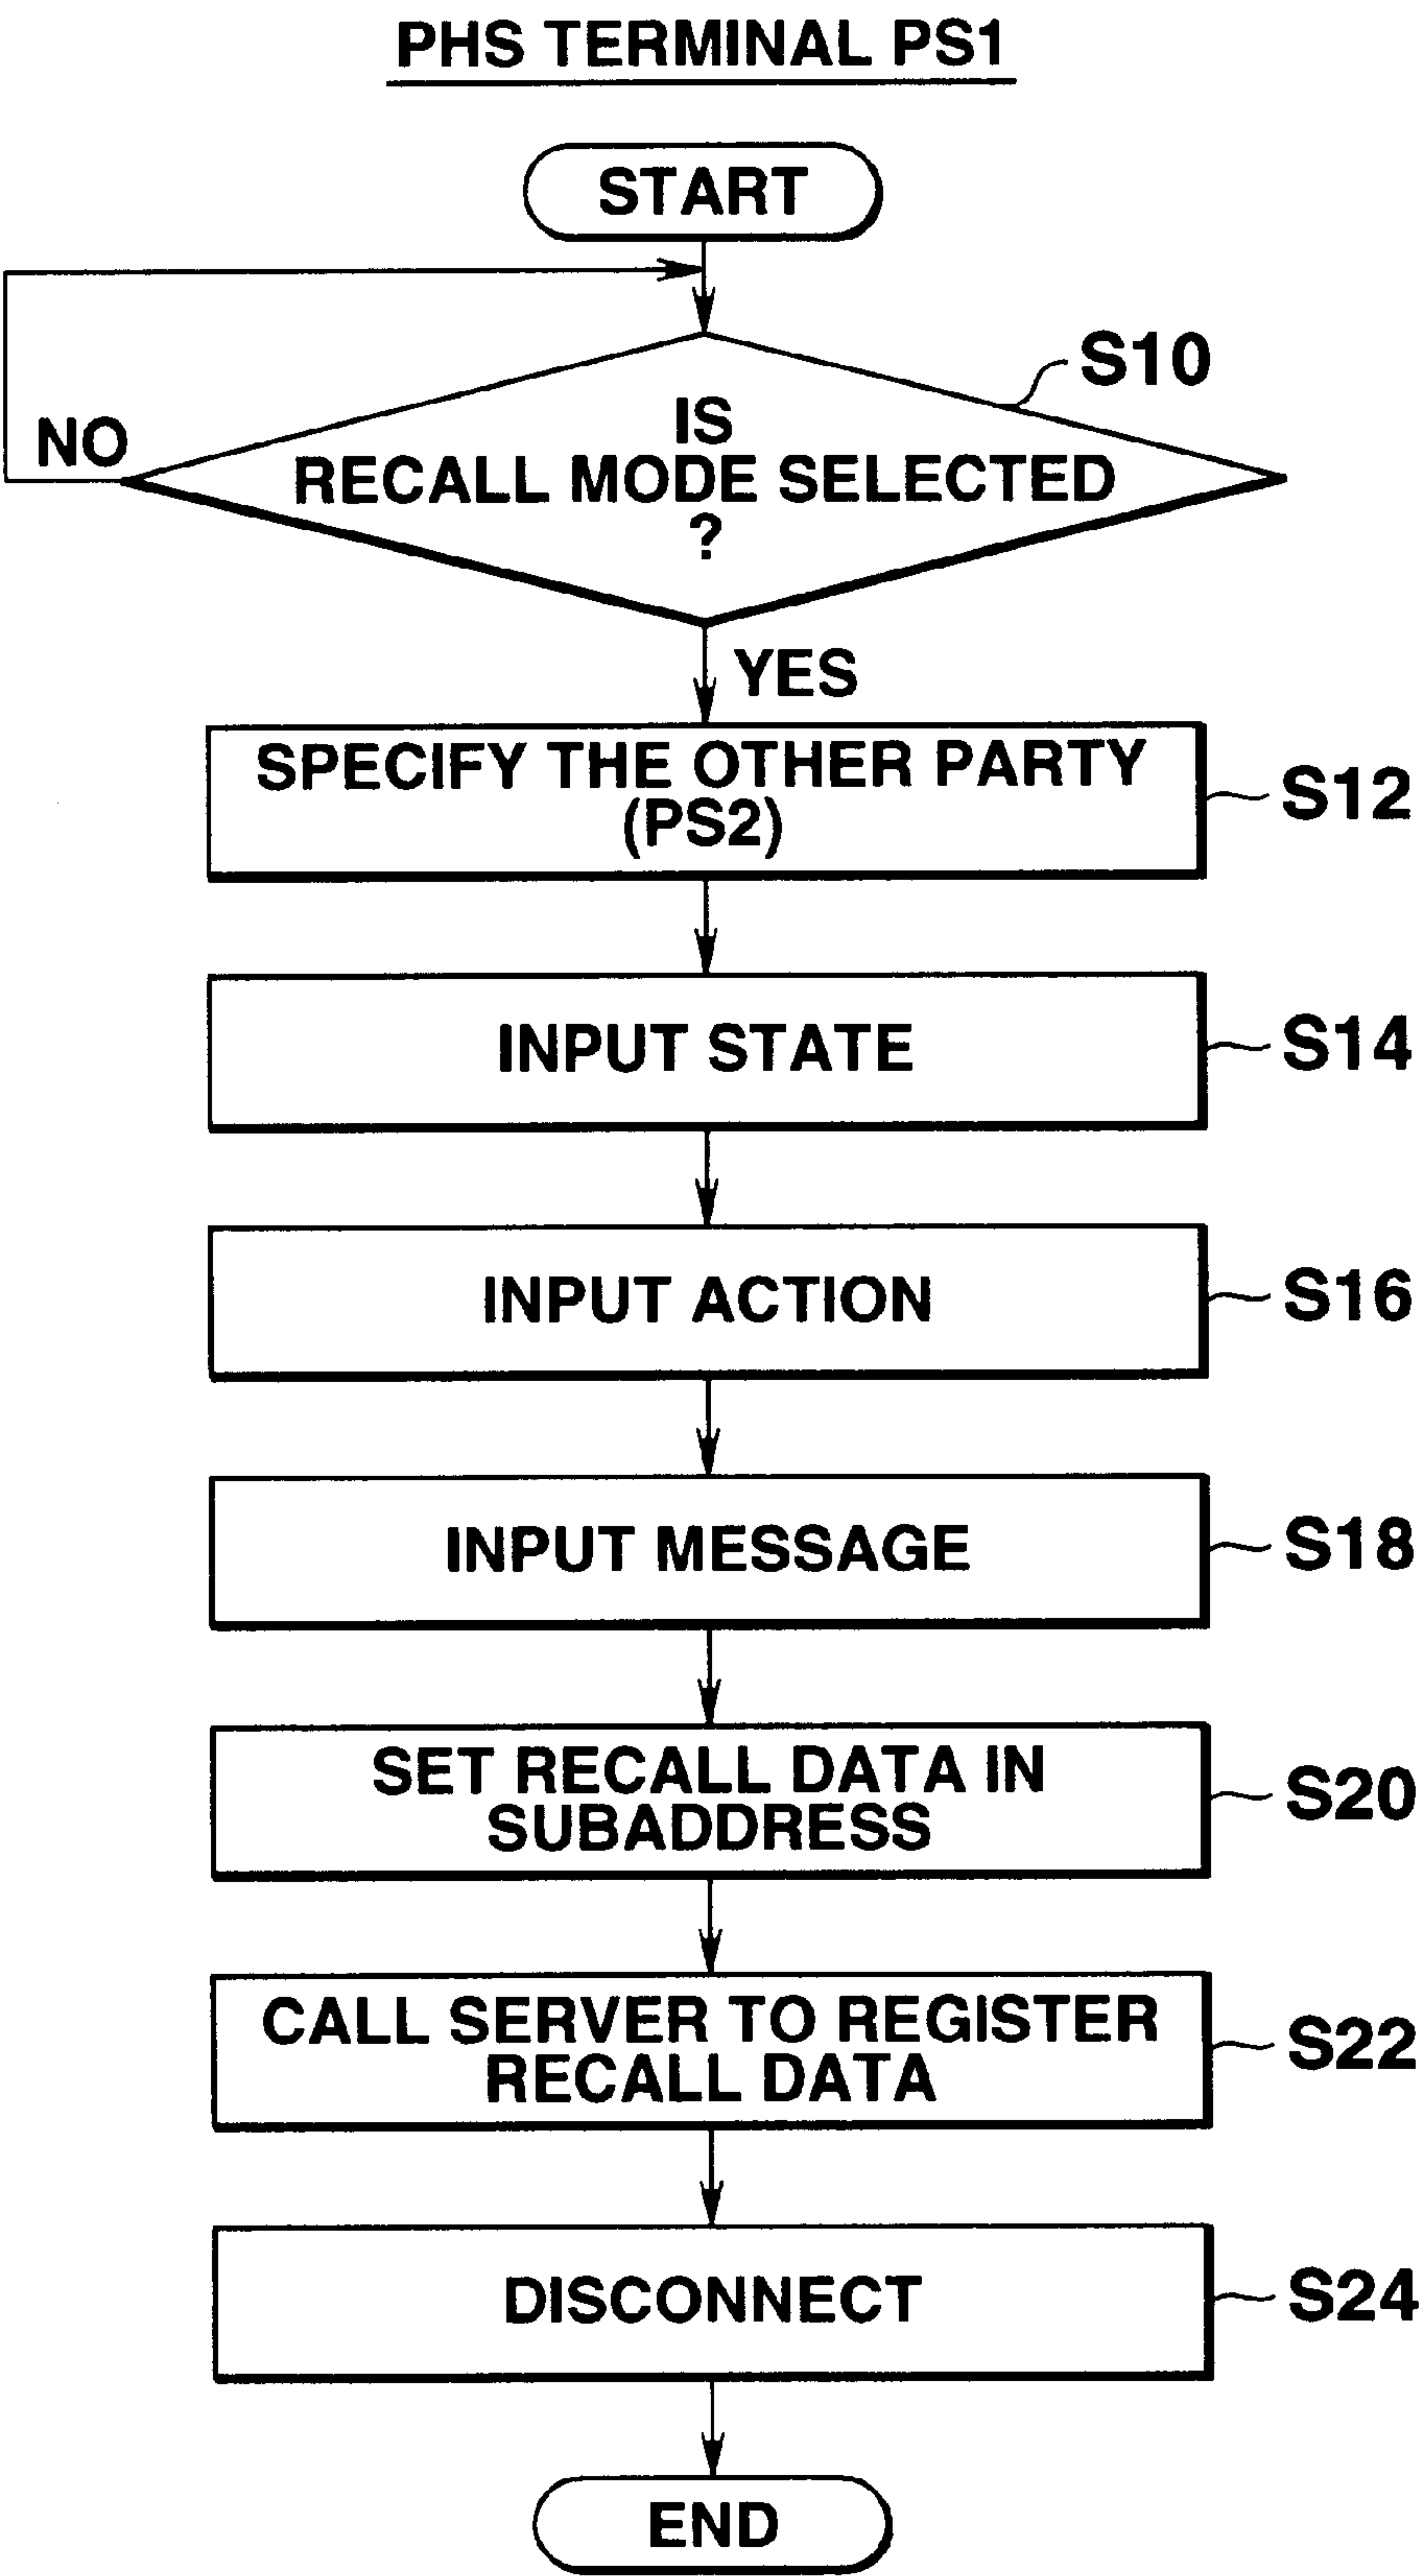 PHS TERMINAL PS1
START
S10
IS
NO
RECALL MODE SELECTED
?
YES
SPECIFY THE OTHER PARTY
(PS2)
S12
INPUT STATE
S14
INPUT ACTION
S16
INPUT MESSAGE
S18
SET RECALL DATA IN
SUBADDRESS
S20
CALL SERVER TO REGISTER
RECALL DATA
S22
DISCONNECT
S24
END